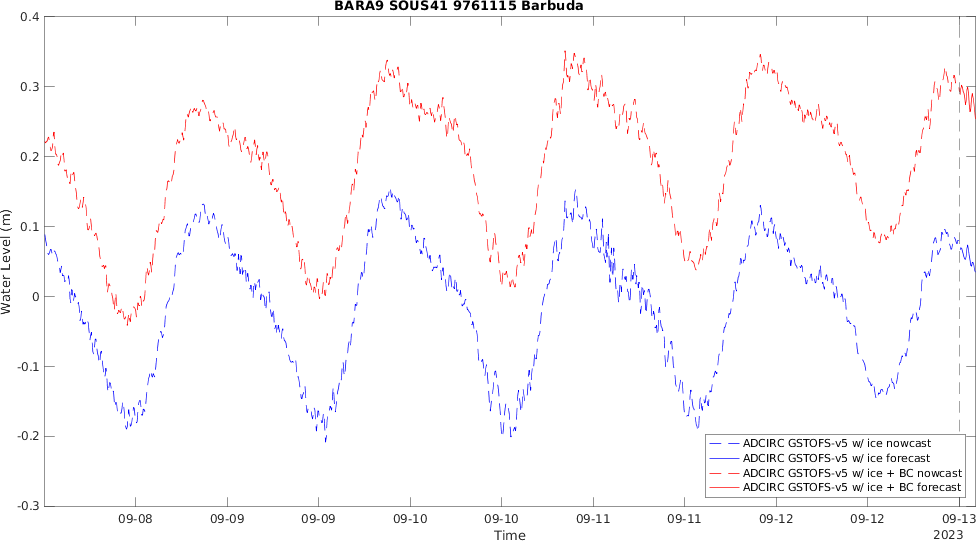 BARA9 SOUS41 9761115 Barbuda
0.4
0.3
0.2
0.1
0
-0.1
-0.2
-0.3
Water Level (m)
ADCIRC GSTOFS-v5 w/ ice nowcast
ADCIRC GSTOFS-v5 w/ ice forecast
ADCIRC GSTOFS-v5 w/ ice + BC nowcast
ADCIRC GSTOFS-v5 w/ ice + BC forecast
09-08 09-09 09-09 09-10 09-10 09-11 09-11 09-12 09-12 09-13
Time
2023